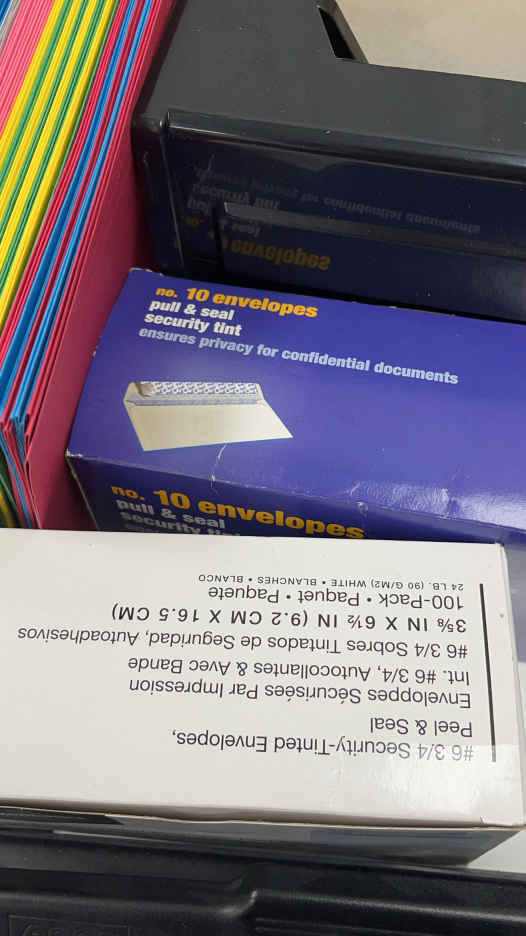 no. 10 envelopes
pull & seal
security tint
ensures privacy for confidential documents
no. 10 envelopes
pull & seal
security
#6 3/4 Security-Tinted Envelopes,
Peel & Seal
Enveloppes Sécurisées Par Impression
Int. #6 3/4, Autocollantes & Avec Bande
#6 3/4 Sobres Tintados de Seguridad, Autoadhesivos
3⅝ IN X 6½ IN (9.2 CM X 16.5 CM)
100-Pack • Paquet • Paquete
24 LB. (90 G/M2) WHITE • BLANCHES • BLANCO